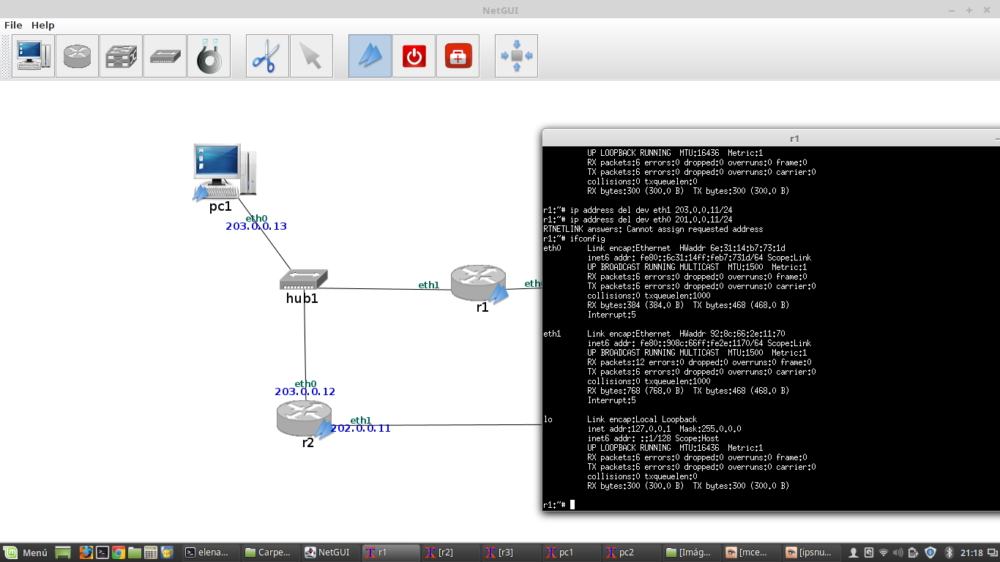 NetGUI
File Help
pc1
eth0
203.0.0.13
hub1
eth1
r1
eth0
203.0.0.12
r2
eth1
202.0.0.11
r1
UP LOOPBACK RUNNING  MTU:16436  Metric:1
RX packets:6 errors:0 dropped:0 overruns:0 frame:0
TX packets:6 errors:0 dropped:0 overruns:0 carrier:0
collisions:0 txqueuelen:0
RX bytes:300 (300.0 B)  TX bytes:300 (300.0 B)
r1:~# ip address del dev eth1 203.0.0.11/24
r1:~# ip address del dev eth0 201.0.0.11/24
RTNETLINK answers: Cannot assign requested address
r1:~# ifconfig
eth0      Link encap:Ethernet  HWaddr 6e:31:14:b7:73:1d
inet6 addr: fe80::6c31:14ff:feb7:731d/64 Scope:Link
UP BROADCAST RUNNING MULTICAST  MTU:1500  Metric:1
RX packets:6 errors:0 dropped:0 overruns:0 frame:0
TX packets:6 errors:0 dropped:0 overruns:0 carrier:0
collisions:0 txqueuelen:1000
RX bytes:384 (384.0 B)  TX bytes:468 (468.0 B)
Interrupt:5
eth1      Link encap:Ethernet  HWaddr 92:8c:66:2e:11:70
inet6 addr: fe80::908c:66ff:fe2e:1170/64 Scope:Link
UP BROADCAST RUNNING MULTICAST  MTU:1500  Metric:1
RX packets:12 errors:0 dropped:0 overruns:0 frame:0
TX packets:6 errors:0 dropped:0 overruns:0 carrier:0
collisions:0 txqueuelen:1000
RX bytes:768 (768.0 B)  TX bytes:468 (468.0 B)
Interrupt:5
lo        Link encap:Local Loopback
inet addr:127.0.0.1  Mask:255.0.0.0
inet6 addr: ::1/128 Scope:Host
UP LOOPBACK RUNNING  MTU:16436  Metric:1
RX packets:6 errors:0 dropped:0 overruns:0 frame:0
TX packets:6 errors:0 dropped:0 overruns:0 carrier:0
collisions:0 txqueuelen:0
RX bytes:300 (300.0 B)  TX bytes:300 (300.0 B)
r1:~#
Menú elena... Carpe... NetGUI r1 [r2] [r3] pc1 pc2 [Imág... [mce... [ipsnu... 21:18